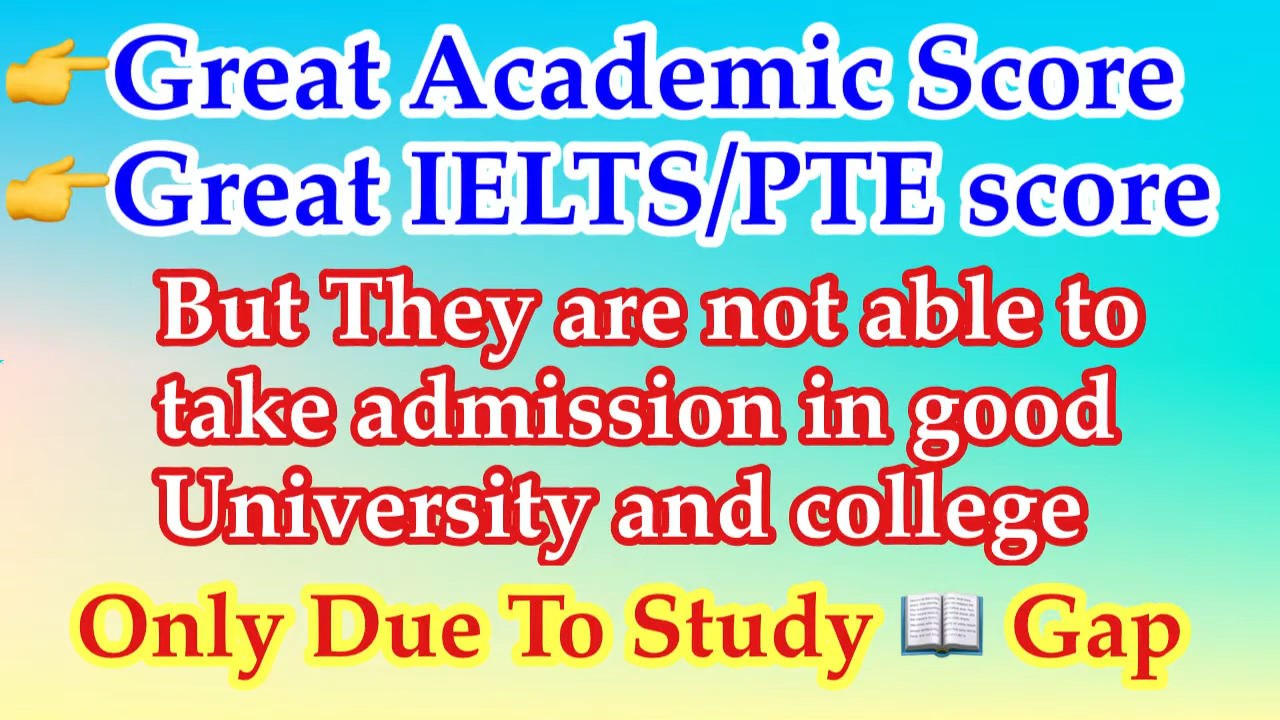 👉Great Academic Score
👉Great IELTS/PTE score
But They are not able to
take admission in good
University and college
Only Due To Study 📖 Gap